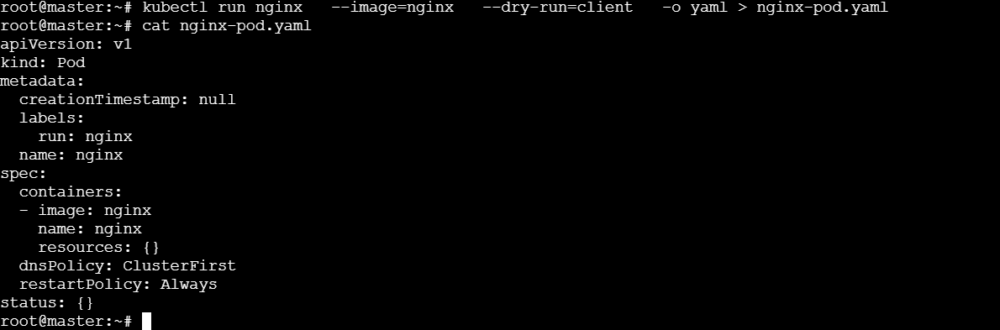 root@master:~# kubectl run nginx   --image=nginx   --dry-run=client   -o yaml > nginx-pod.yaml
root@master:~# cat nginx-pod.yaml
apiVersion: v1
kind: Pod
metadata:
  creationTimestamp: null
  labels:
    run: nginx
  name: nginx
spec:
  containers:
  - image: nginx
    name: nginx
    resources: {}
  dnsPolicy: ClusterFirst
  restartPolicy: Always
status: {}
root@master:~#